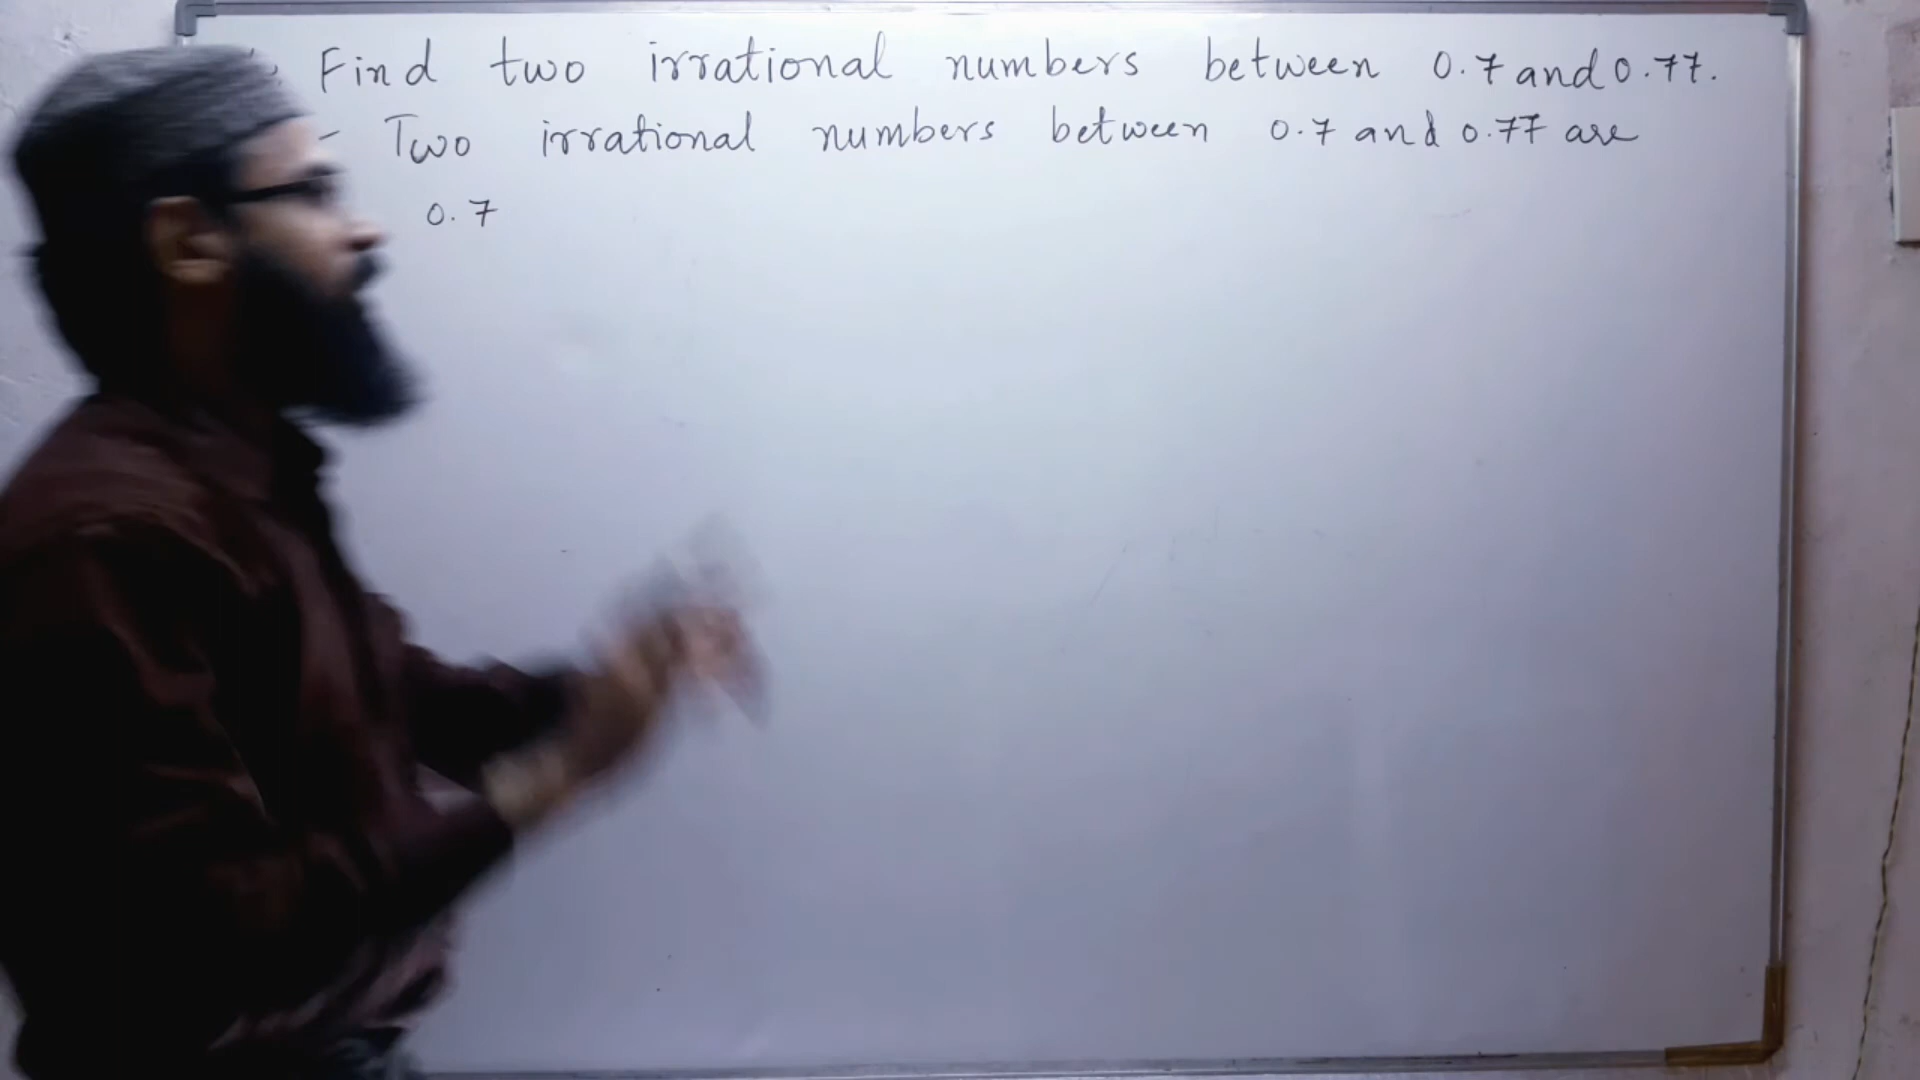 Find two irrational numbers between 0.7 and 0.77.
- Two irrational numbers between 0.7 and 0.77 are
0.7